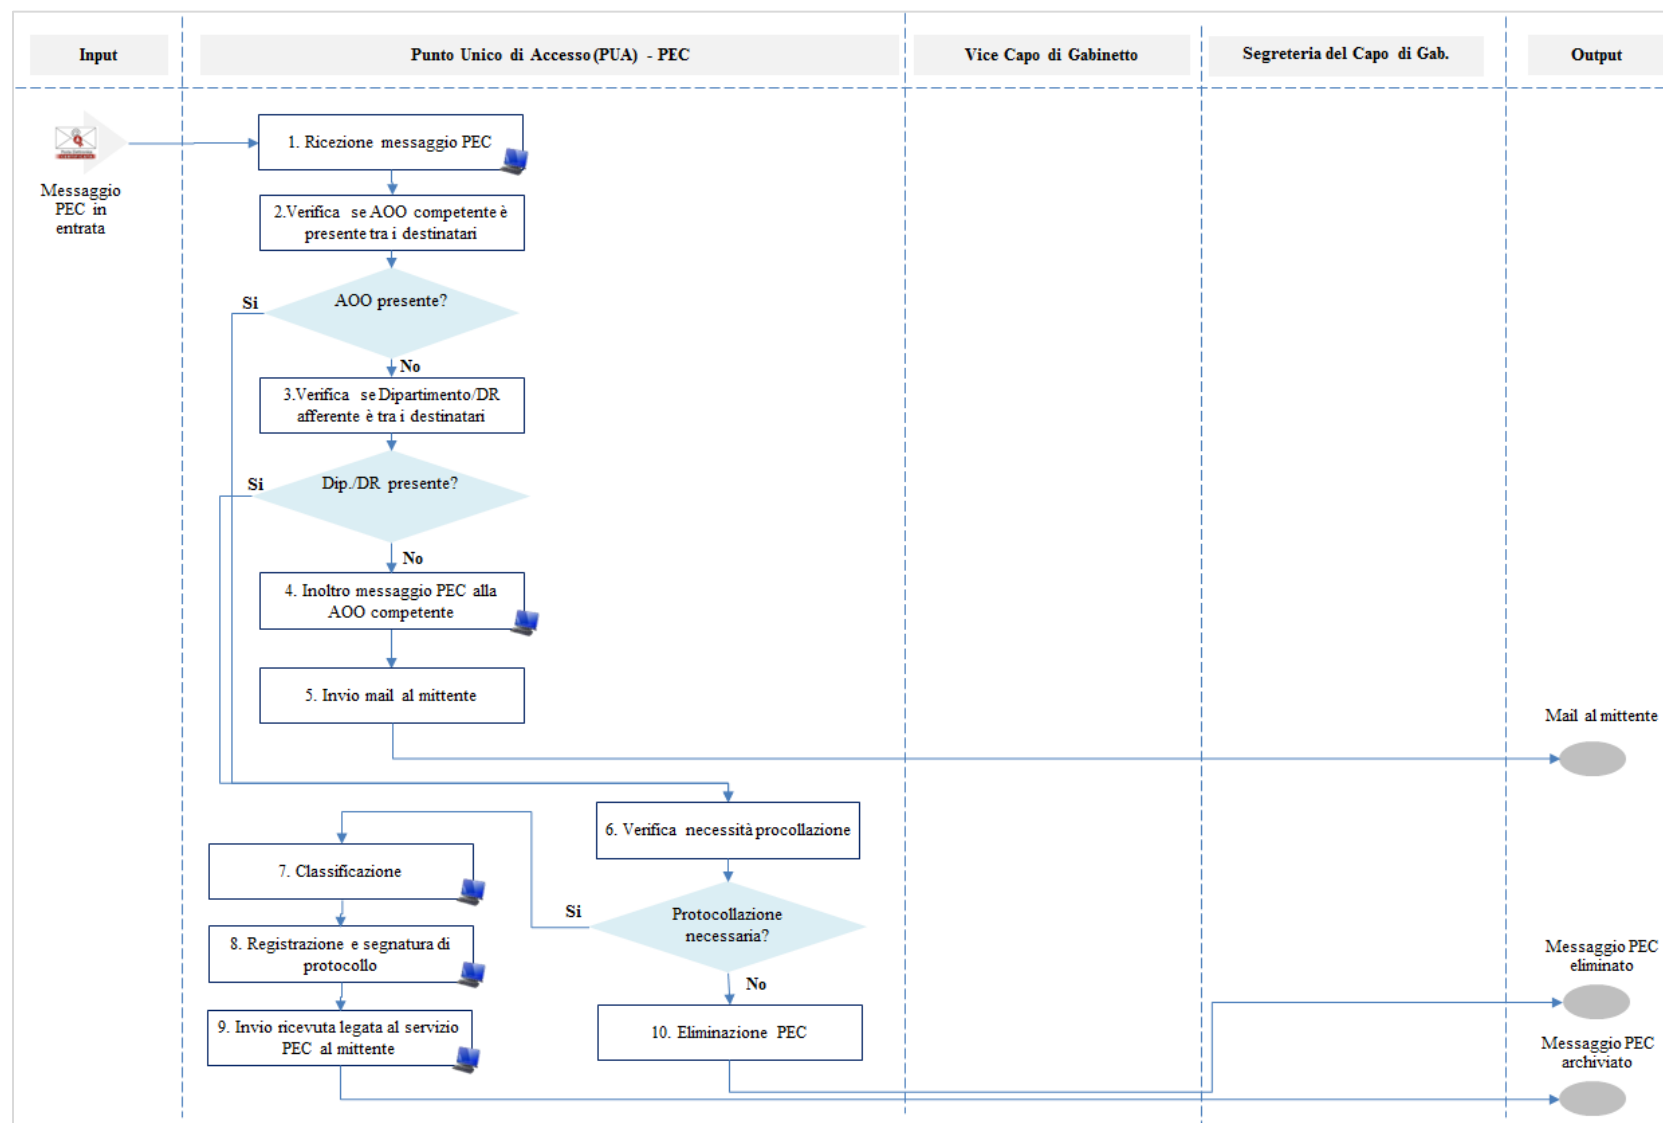 Input
Punto Unico di Accesso (PUA) - PEC
Vice Capo di Gabinetto
Segreteria del Capo di Gab.
Output
Messaggio
PEC in
entrata
1. Ricezione messaggio PEC
2.Verifica se AOO competente è
presente tra i destinatari
AOO presente?
Si
No
3.Verifica se Dipartimento/DR
afferente è tra i destinatari
Dip./DR presente?
Si
No
4. Inoltro messaggio PEC alla
AOO competente
5. Invio mail al mittente
Mail al mittente
6. Verifica necessità procollazione
Protocollazione
necessaria?
Si
No
7. Classificazione
8. Registrazione e segnatura di
protocollo
9. Invio ricevuta legata al servizio
PEC al mittente
10. Eliminazione PEC
Messaggio PEC
eliminato
Messaggio PEC
archiviato